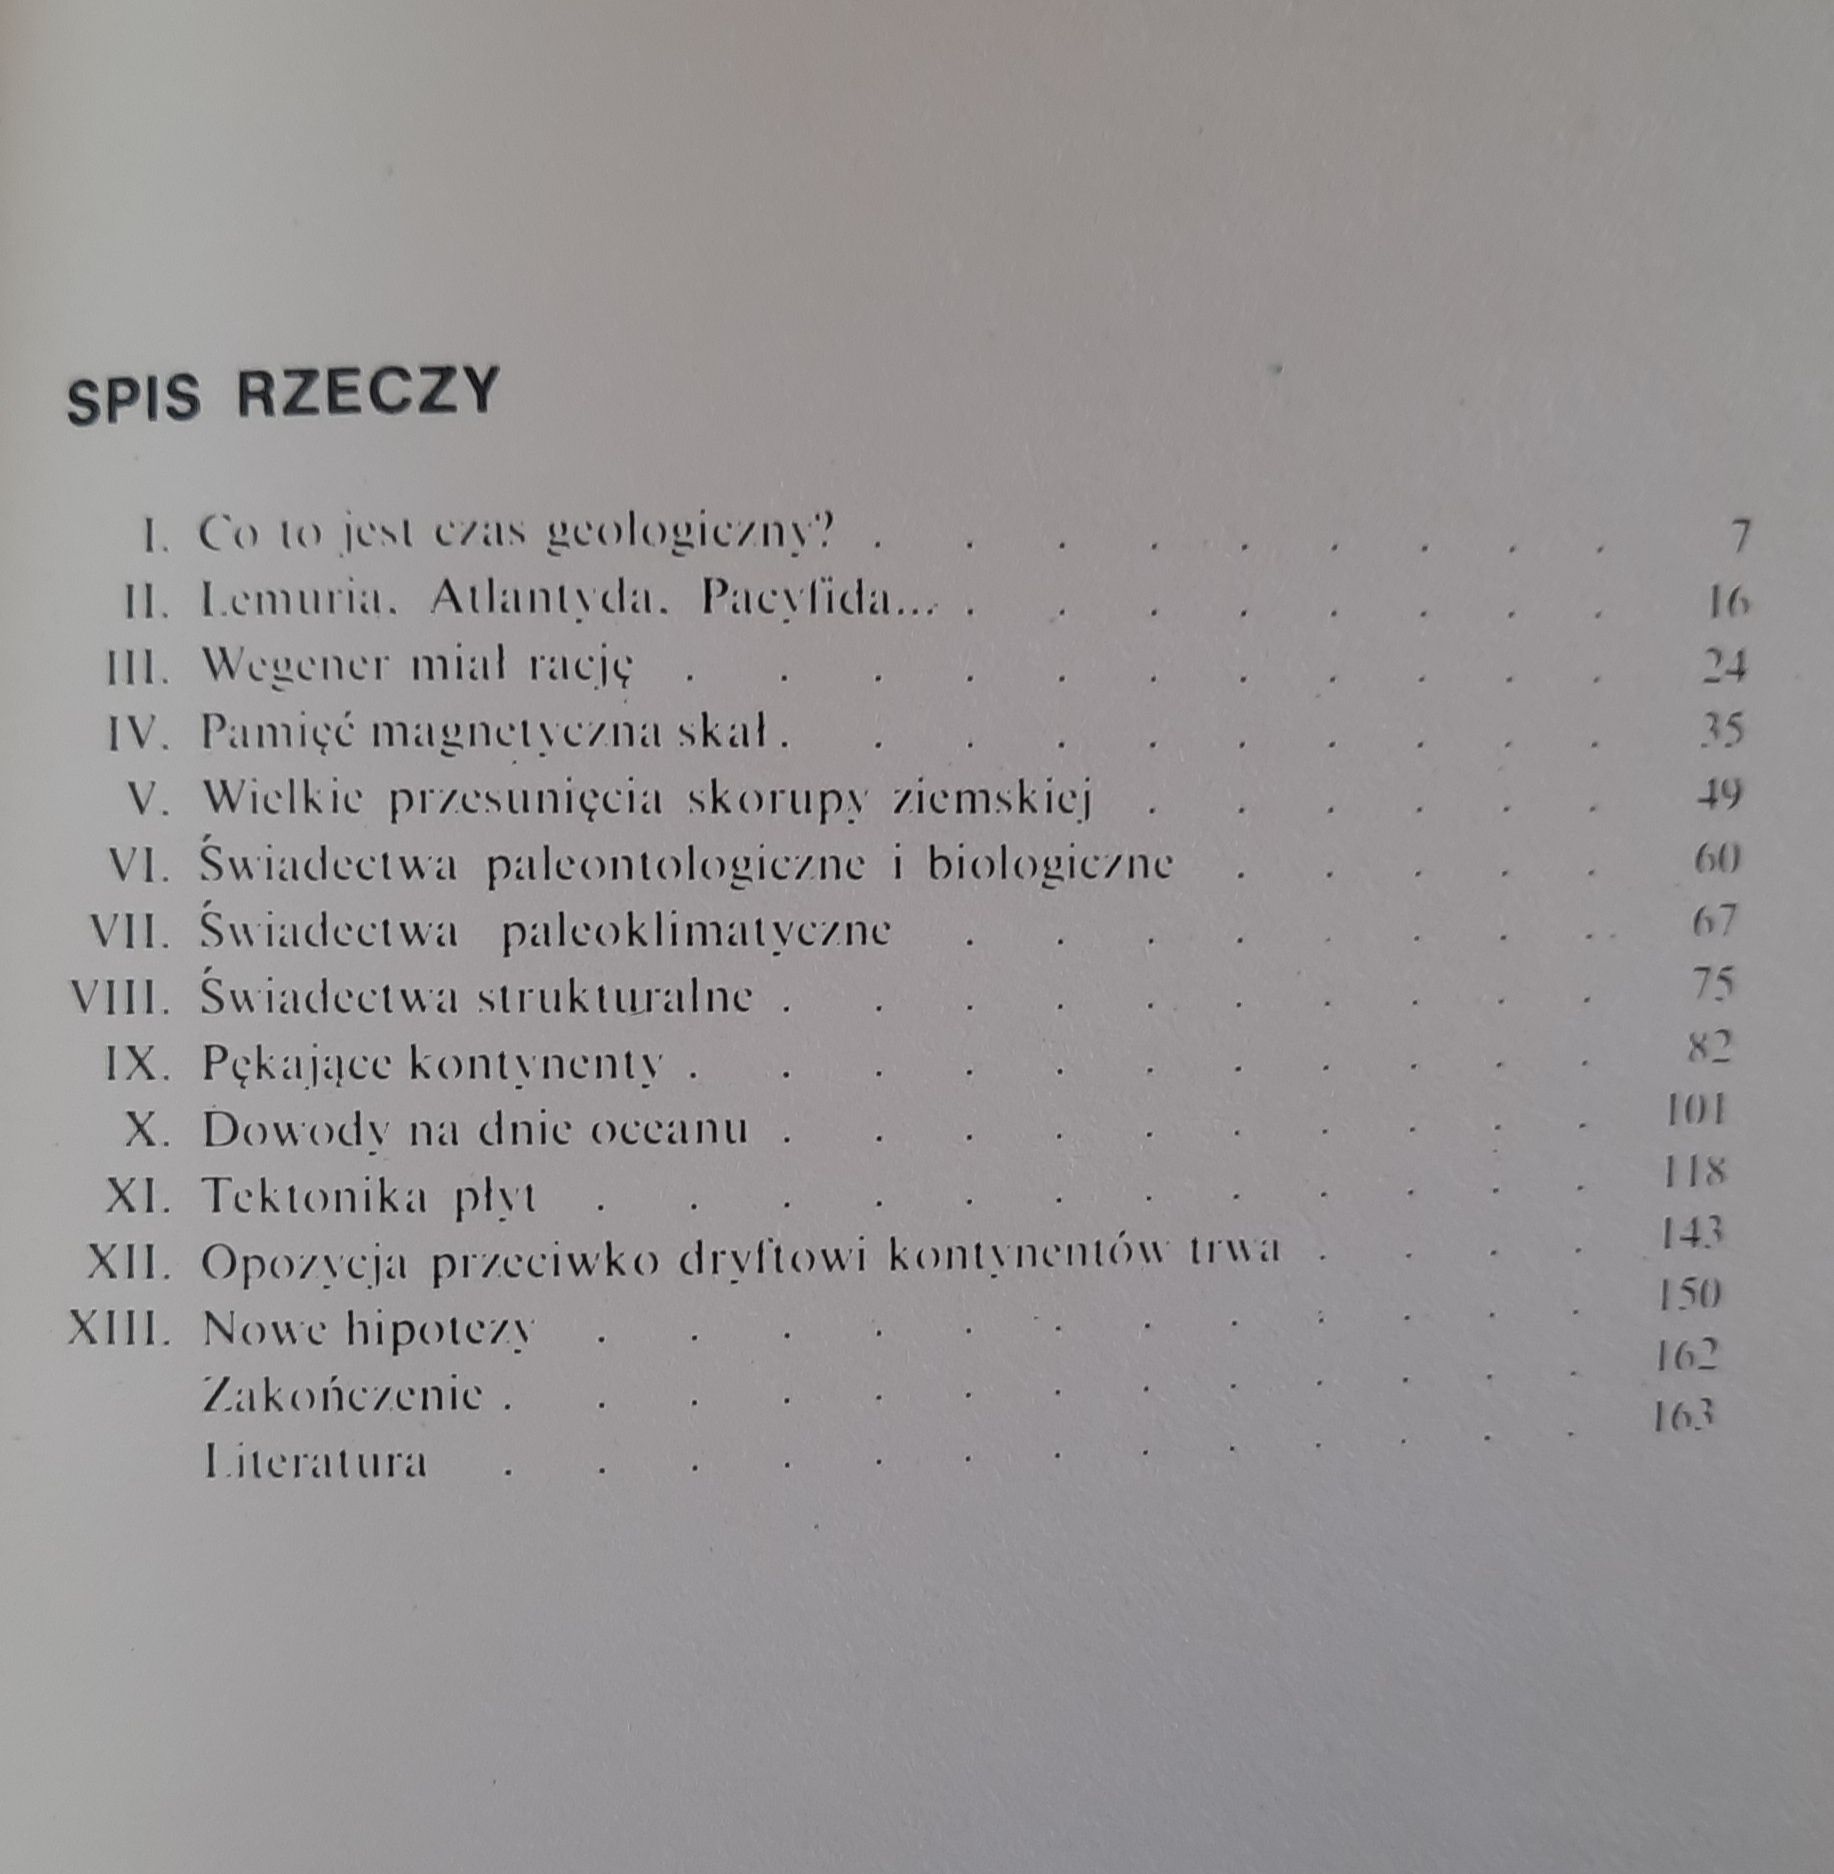 SPIS RZECZY
I. Co to jest czas geologiczny? . . . . . . . . . 7
II. Lemuria, Atlantyda, Pacyfida... . . . . . . . . 16
III. Wegener miał rację . . . . . . . . . . . 24
IV. Pamięć magnetyczna skał . . . . . . . . . . 35
V. Wielkie przesunięcia skorupy ziemskiej . . . . . . 49
VI. Świadectwa paleontologiczne i biologiczne . . . . . 60
VII. Świadectwa paleoklimatyczne . . . . . . . . 67
VIII. Świadectwa strukturalne . . . . . . . . . . 75
IX. Pękające kontynenty . . . . . . . . . . . 82
X. Dowody na dnie oceanu . . . . . . . . . . 101
XI. Tektonika płyt . . . . . . . . . . . . 118
XII. Opozycja przeciwko dryftowi kontynentów trwa . . . . 143
XIII. Nowe hipotezy . . . . . . . . . . . . 150
Zakończenie . . . . . . . . . . . . . 162
Literatura . . . . . . . . . . . . . 163